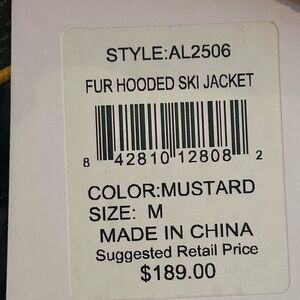 STYLE:AL2506
FUR HOODED SKI JACKET
8 42810 12808 2
COLOR:MUSTARD
SIZE: M
MADE IN CHINA
Suggested Retail Price
$189.00